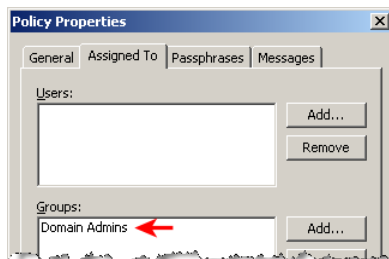 Policy Properties
General Assigned To Passphrases Messages
Users:
Add...
Remove
Groups:
Domain Admins
Add...